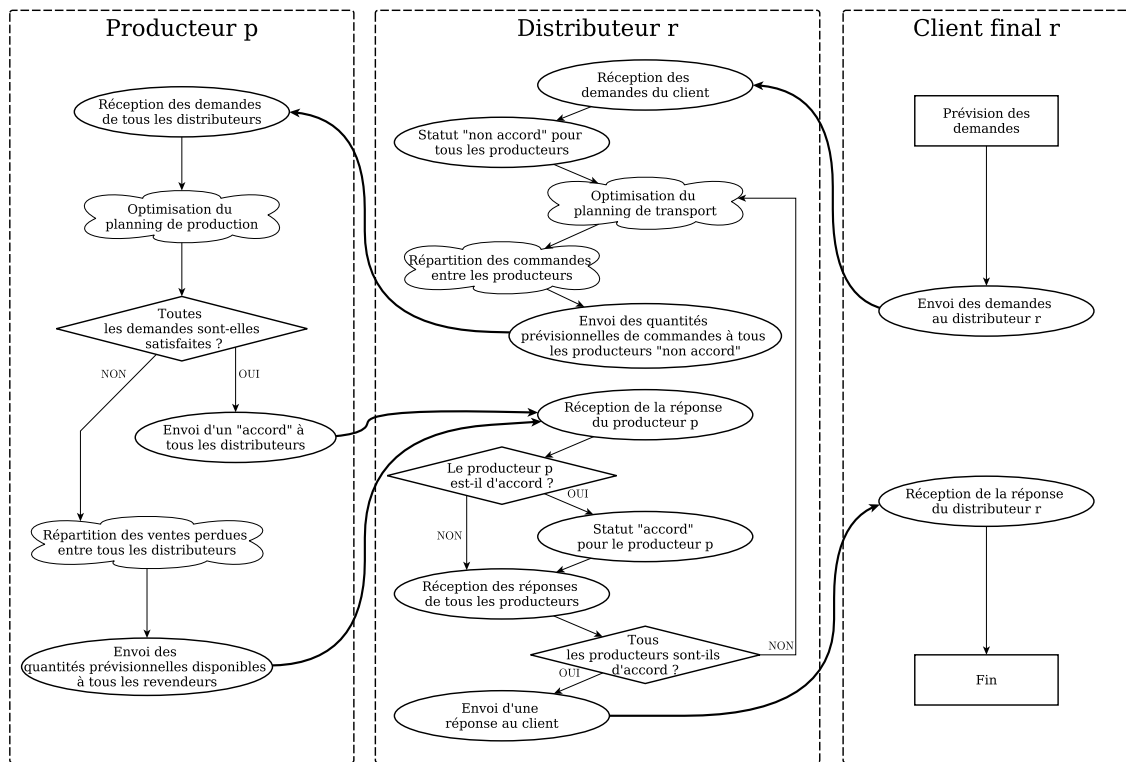 Producteur p
Réception des demandes
de tous les distributeurs
Optimisation du
planning de production
Toutes
les demandes sont-elles
satisfaites ?
NON
OUI
Envoi d'un "accord" à
tous les distributeurs
Répartition des ventes perdues
entre tous les distributeurs
Envoi des
quantités prévisionnelles disponibles
à tous les revendeurs
Distributeur r
Réception des
demandes du client
Statut "non accord" pour
tous les producteurs
Optimisation du
planning de transport
Répartition des commandes
entre les producteurs
Envoi des quantités
prévisionnelles de commandes à tous
les producteurs "non accord"
Réception de la réponse
du producteur p
Le producteur p
est-il d'accord ?
OUI
NON
Statut "accord"
pour le producteur p
Réception des réponses
de tous les producteurs
Tous
les producteurs sont-ils
d'accord ?
NON
OUI
Envoi d'une
réponse au client
Client final r
Prévision des
demandes
Envoi des demandes
au distributeur r
Réception de la réponse
du distributeur r
Fin